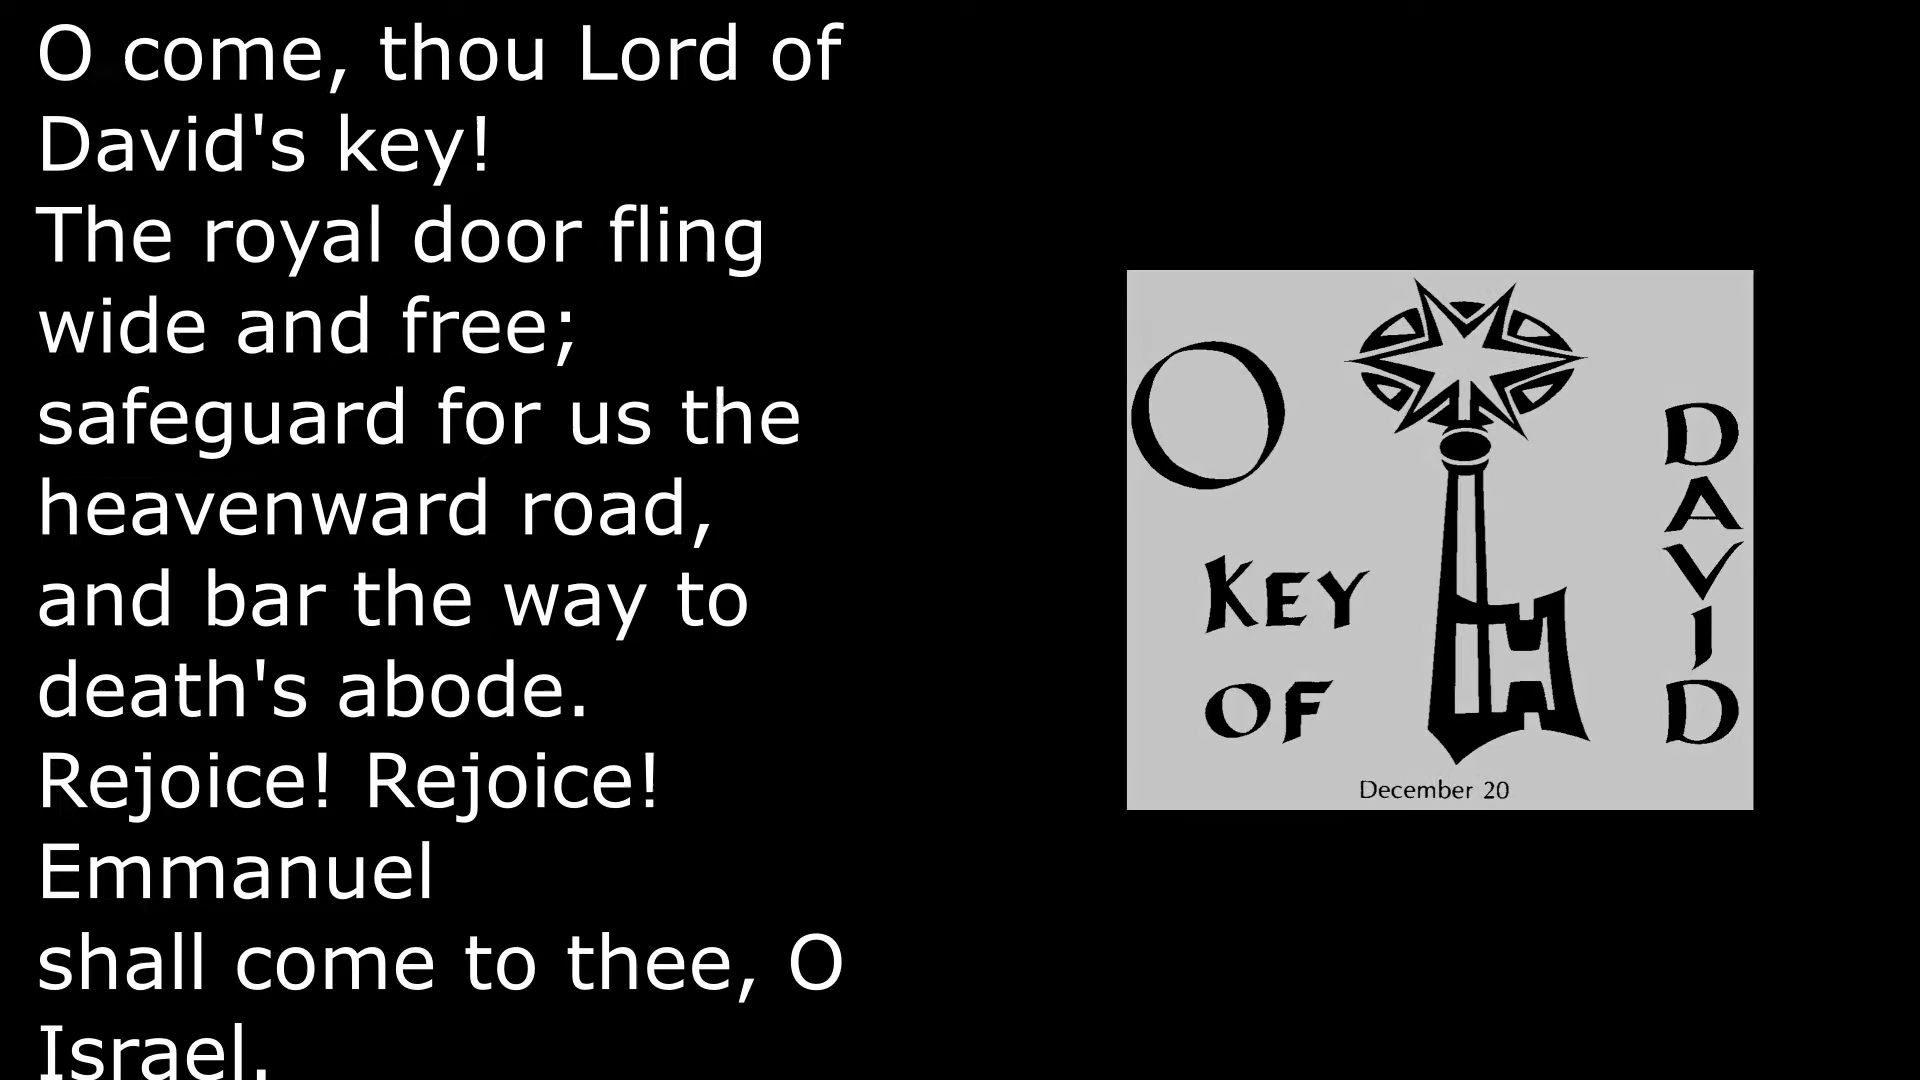 O come, thou Lord of
David's key!
The royal door fling
wide and free;
safeguard for us the
heavenward road,
and bar the way to
death's abode.
Rejoice! Rejoice!
Emmanuel
shall come to thee, O
Israel.
O
KEY
OF
DAVID
December 20